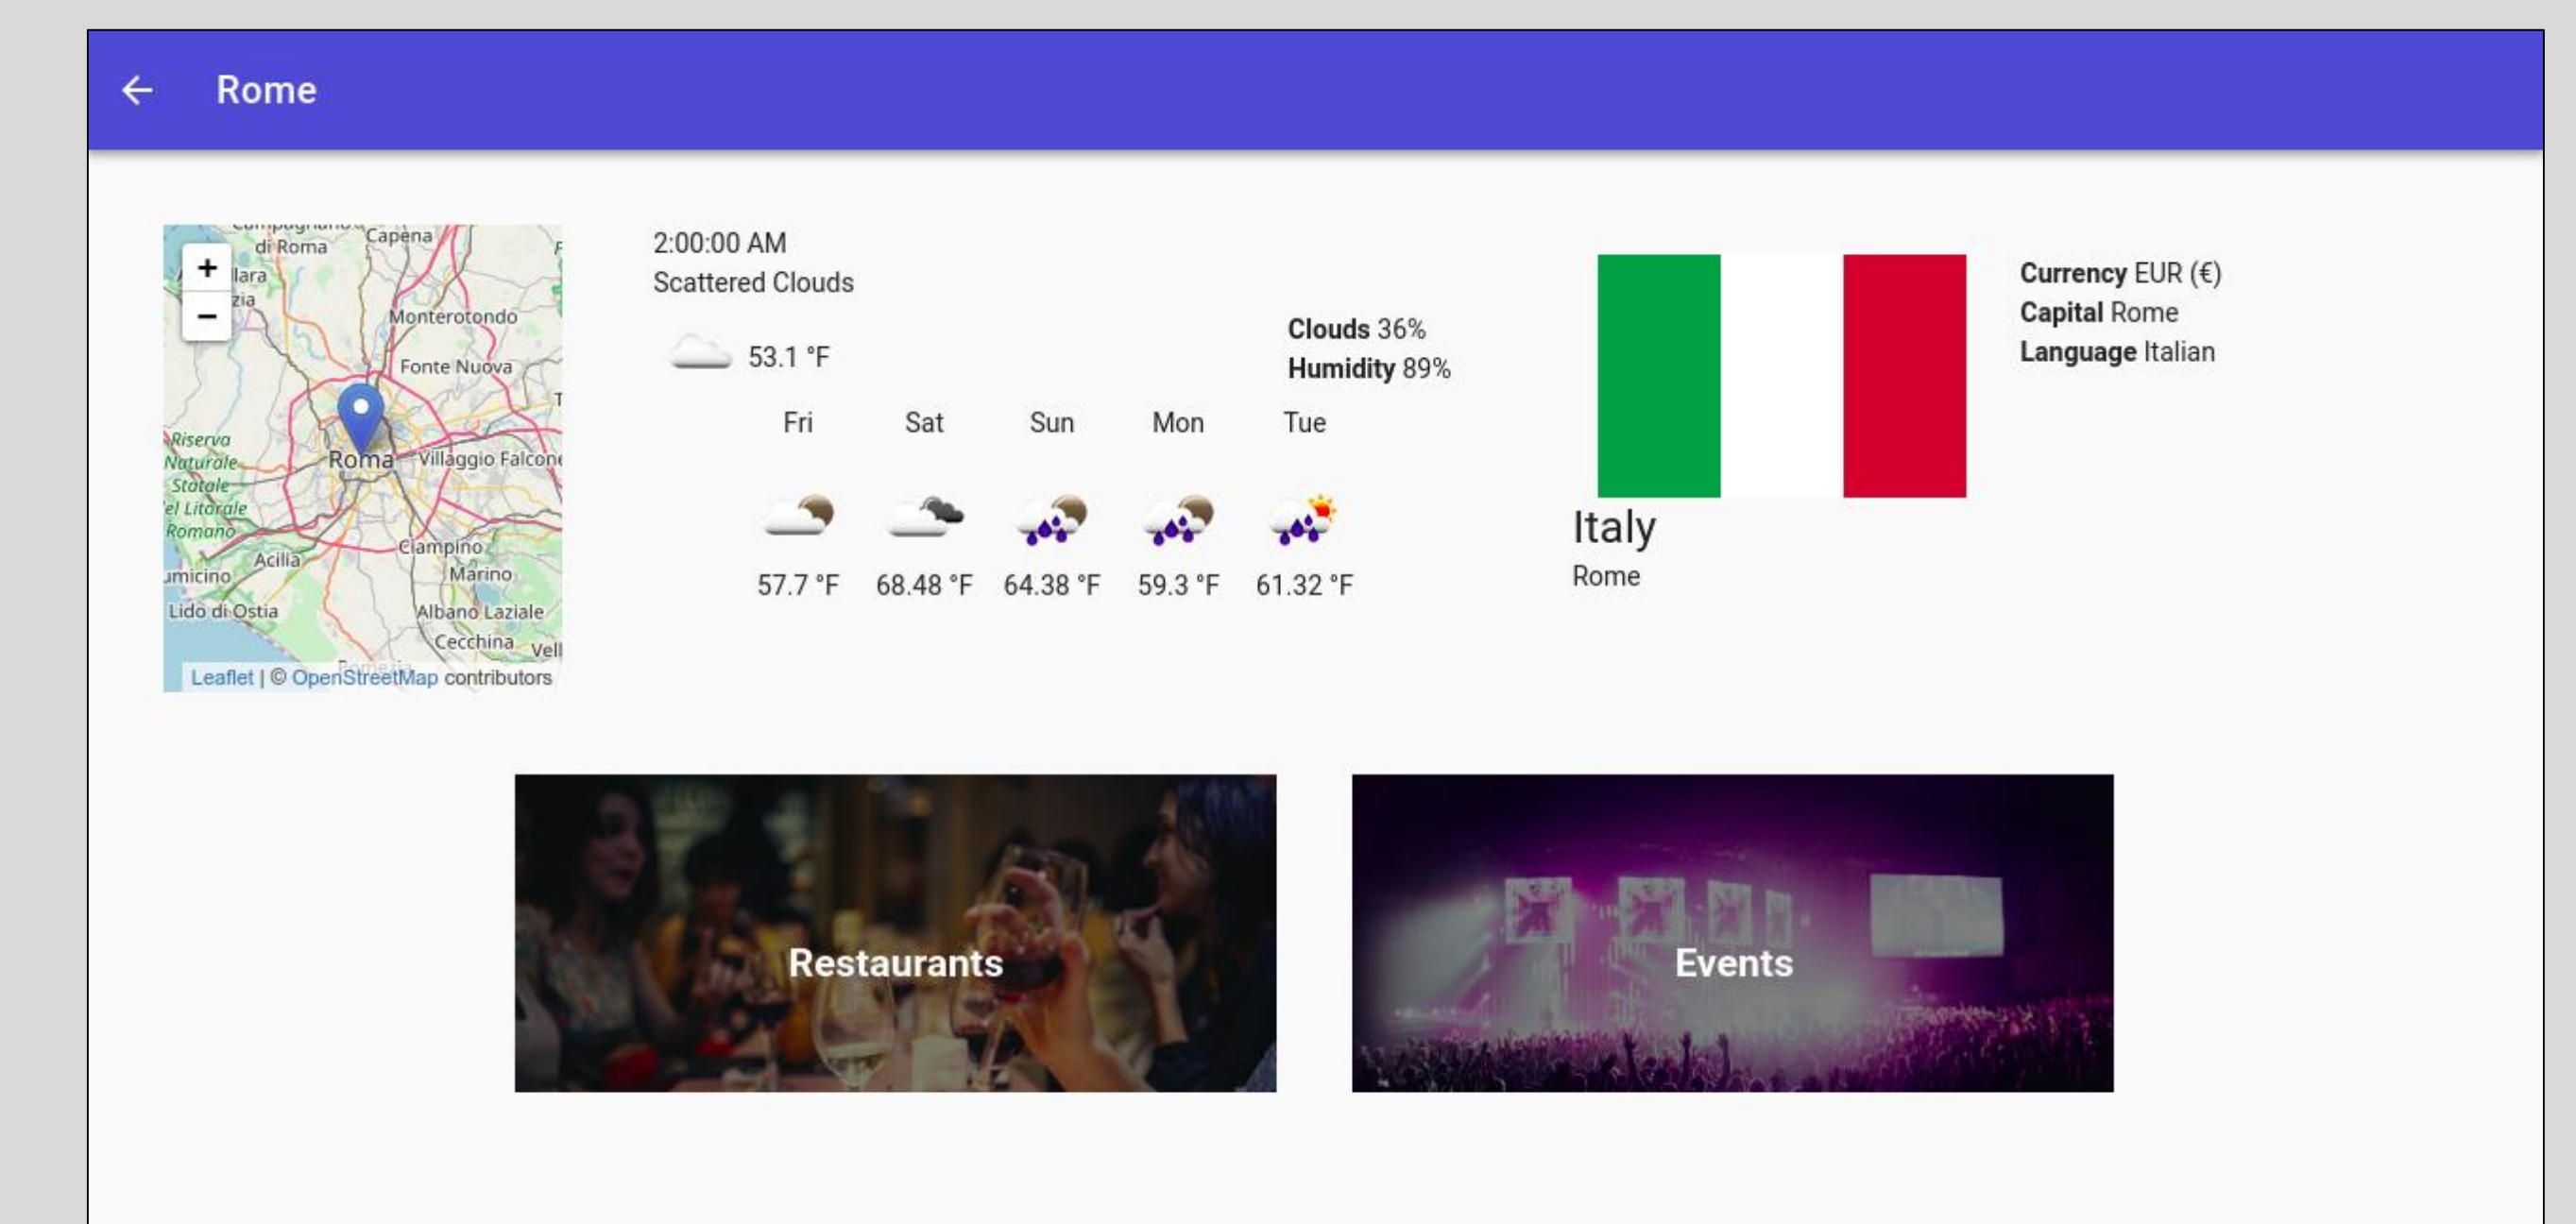 Rome
di Roma
Capena
+
−
Monterotondo
Fonte Nuova
Riserva
Naturale
Statale
Romano
Roma
Villaggio Falcone
Ciampino
Acilia
Marino
Lido di Ostia
Albano Laziale
Cecchina
Leaflet | © OpenStreetMap contributors
2:00:00 AM
Scattered Clouds
53.1 °F
Clouds 36%
Humidity 89%
Fri Sat Sun Mon Tue
57.7 °F 68.48 °F 64.38 °F 59.3 °F 61.32 °F
Italy
Rome
Currency EUR (€)
Capital Rome
Language Italian
Restaurants
Events